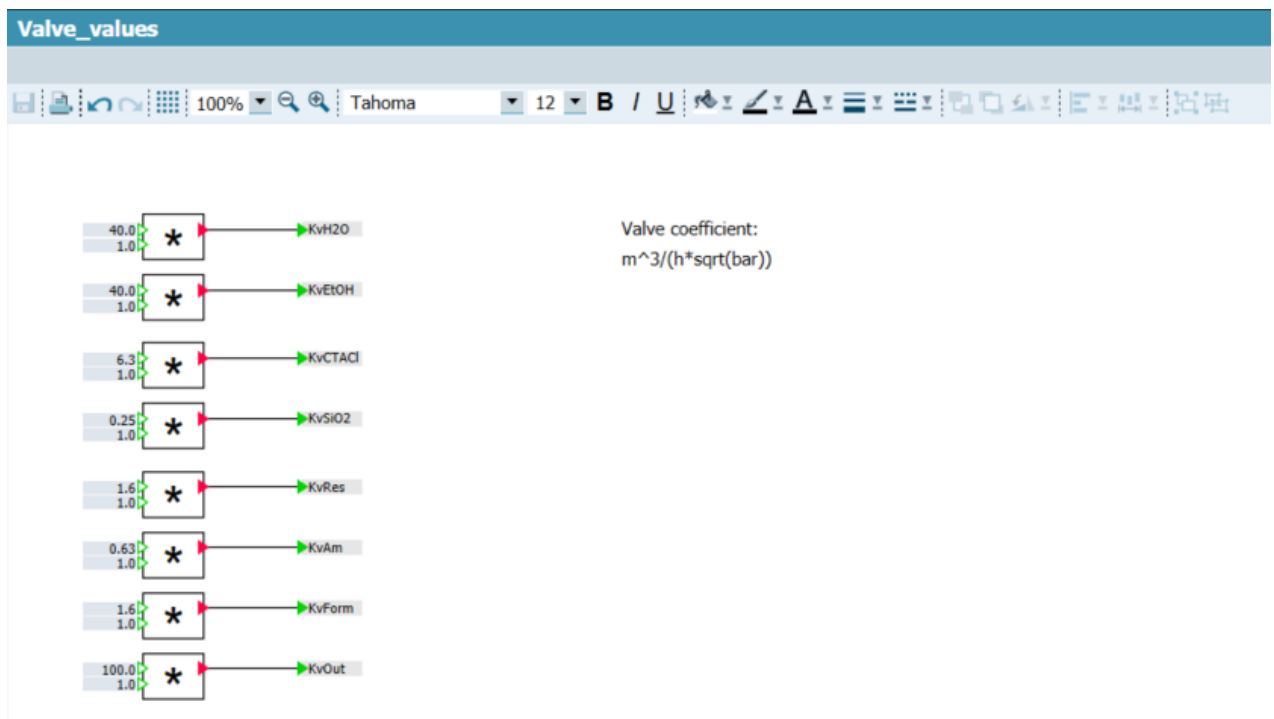 Valve_values
100% Tahoma 12 B I U A
Valve coefficient:
m^3/(h*sqrt(bar))
40.0
1.0
*
KvH2O
40.0
1.0
*
KvEtOH
6.3
1.0
*
KvCTACl
0.25
1.0
*
KvSiO2
1.6
1.0
*
KvRes
0.63
1.0
*
KvAm
1.6
1.0
*
KvForm
100.0
1.0
*
KvOut